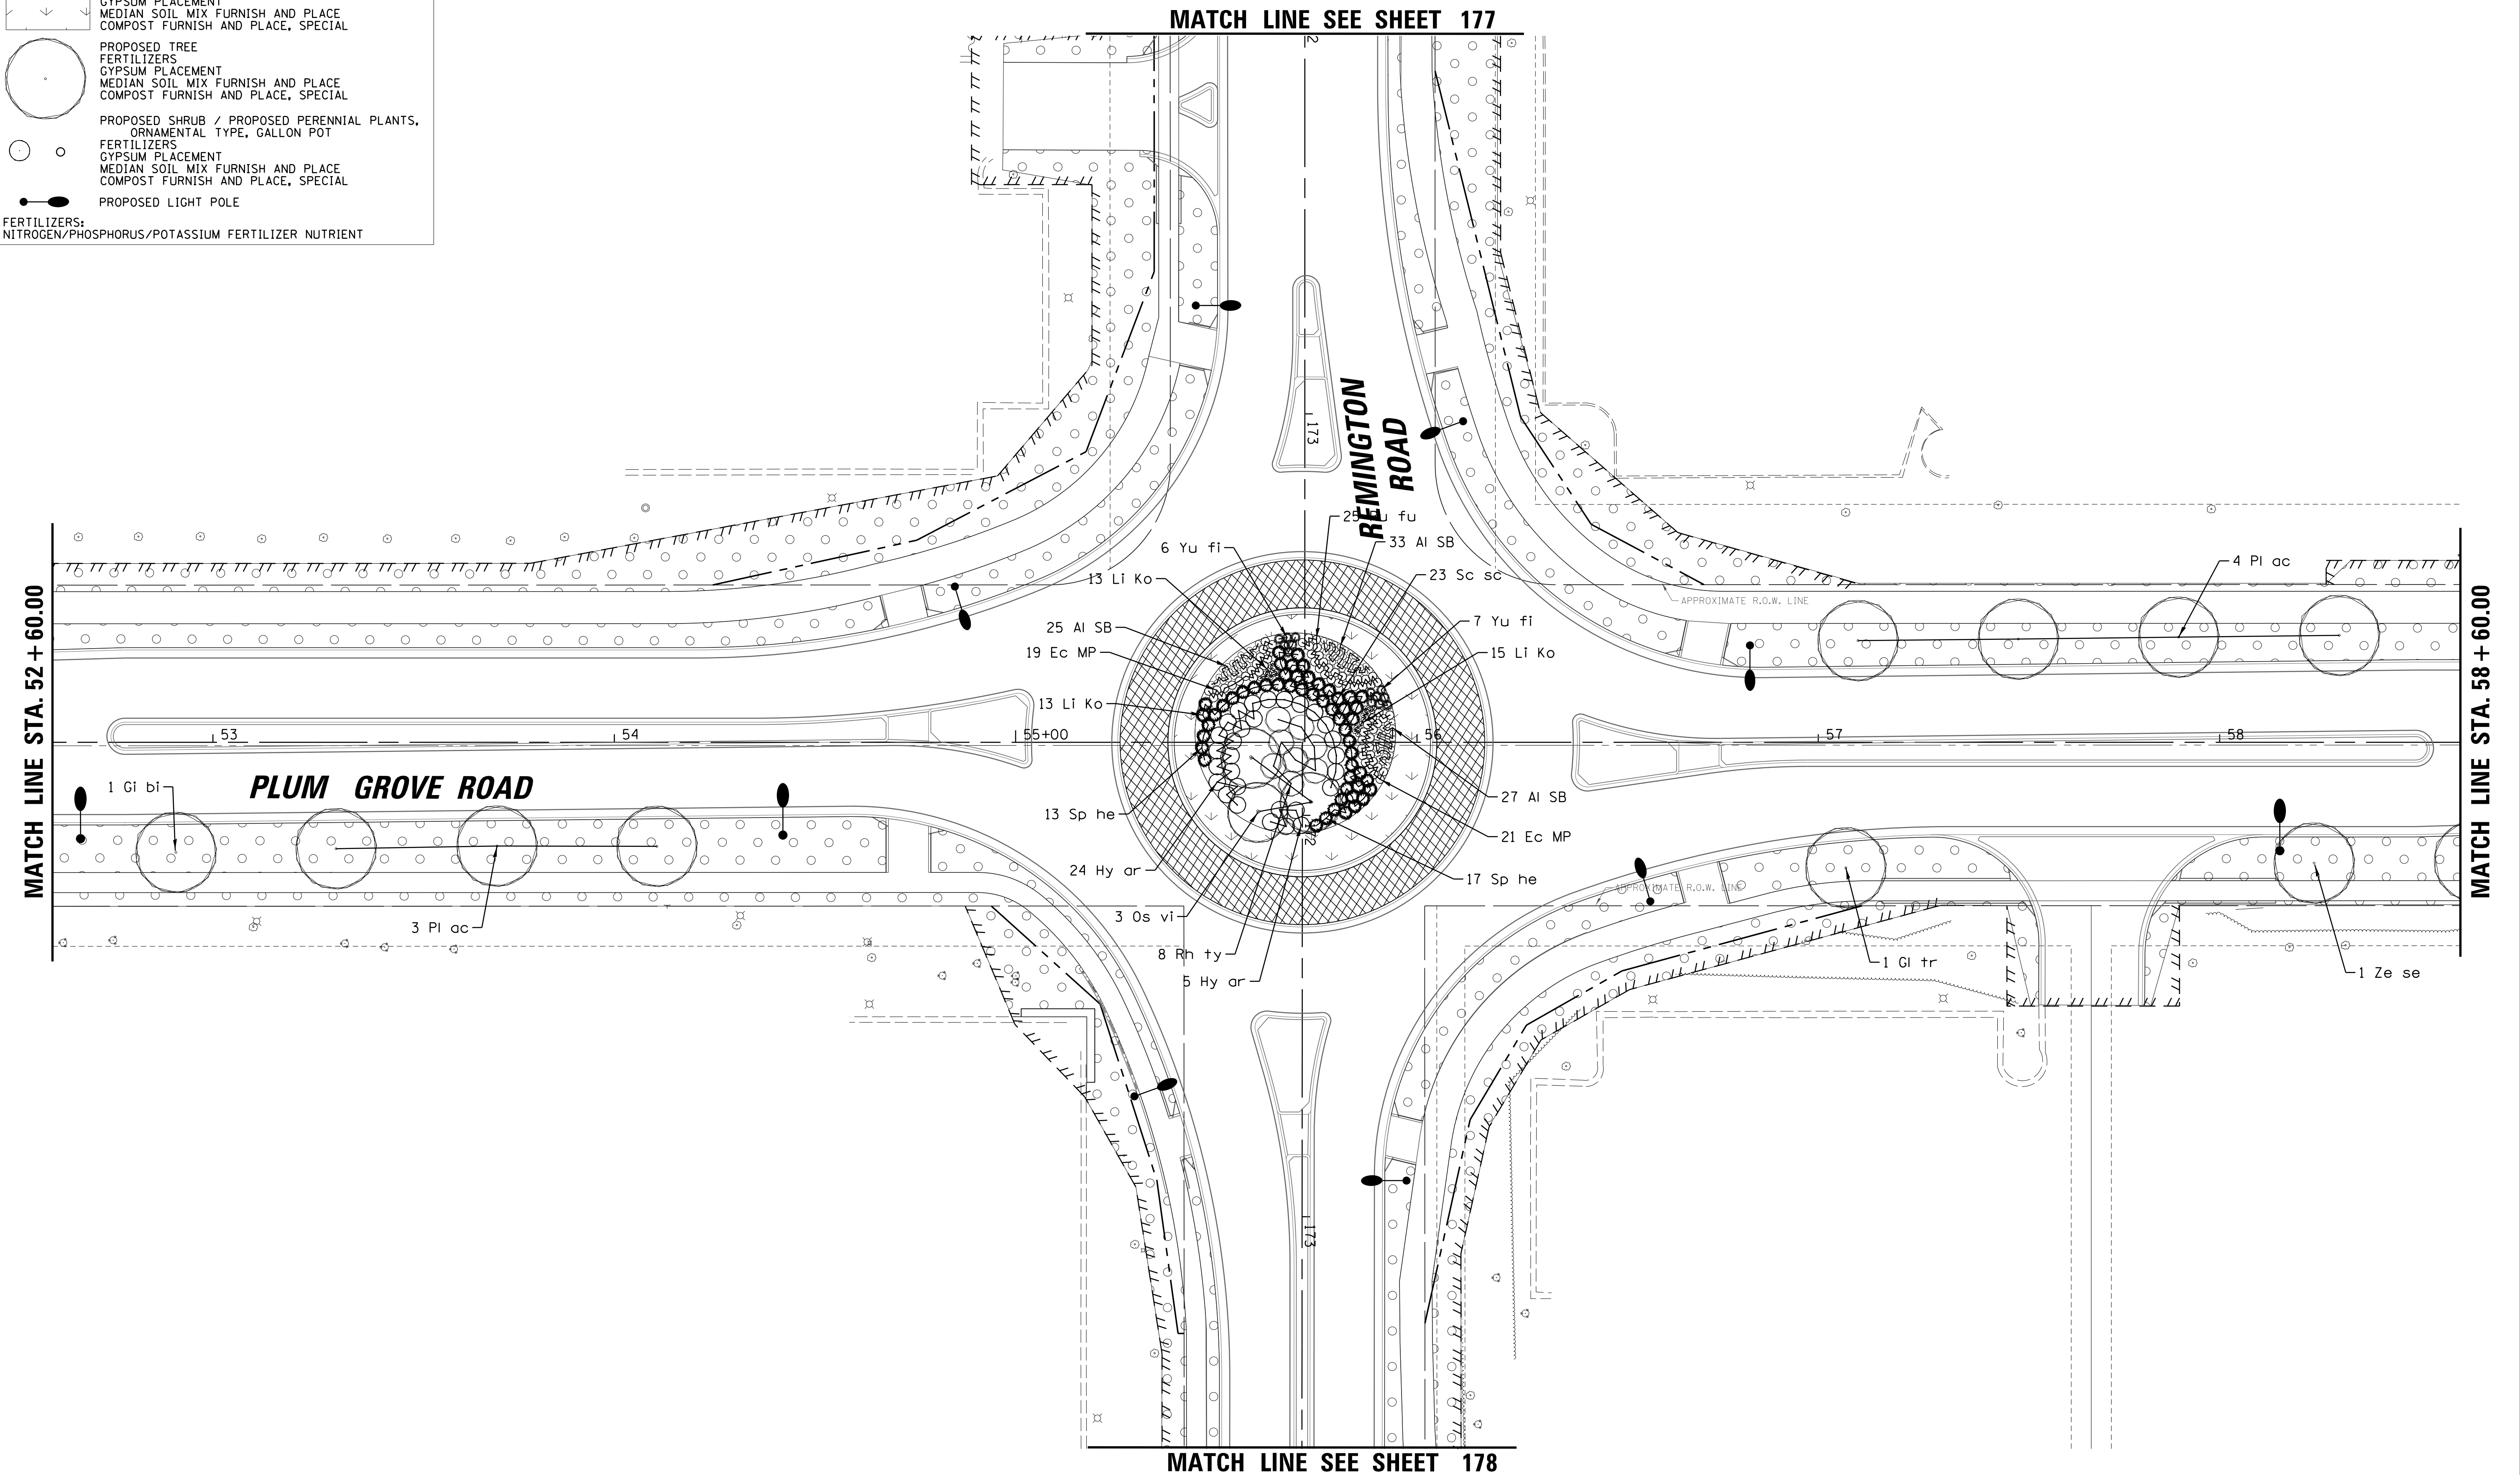 GYPSUM PLACEMENT
MEDIAN SOIL MIX FURNISH AND PLACE
COMPOST FURNISH AND PLACE, SPECIAL
PROPOSED TREE
FERTILIZERS
GYPSUM PLACEMENT
MEDIAN SOIL MIX FURNISH AND PLACE
COMPOST FURNISH AND PLACE, SPECIAL
PROPOSED SHRUB / PROPOSED PERENNIAL PLANTS,
ORNAMENTAL TYPE, GALLON POT
FERTILIZERS
GYPSUM PLACEMENT
MEDIAN SOIL MIX FURNISH AND PLACE
COMPOST FURNISH AND PLACE, SPECIAL
PROPOSED LIGHT POLE
FERTILIZERS:
NITROGEN/PHOSPHORUS/POTASSIUM FERTILIZER NUTRIENT
MATCH LINE SEE SHEET 177
2
173
REMINGTON
ROAD
25 fu
33 Al SB
23 Sc sc
7 Yu fi
15 Li Ko
6 Yu fi
13 Li Ko
25 Al SB
19 Ec MP
13 Li Ko
4 Pl ac
APPROXIMATE R.O.W. LINE
MATCH LINE STA. 52 + 60.00
MATCH LINE STA. 58 + 60.00
53
54
55+00
56
57
58
PLUM GROVE ROAD
1 Gi bi
13 Sp he
24 Hy ar
3 Os vi
8 Rh ty
5 Hy ar
27 Al SB
21 Ec MP
17 Sp he
2
3 Pl ac
APPROXIMATE R.O.W. LINE
1 Gl tr
1 Ze se
173
MATCH LINE SEE SHEET 178